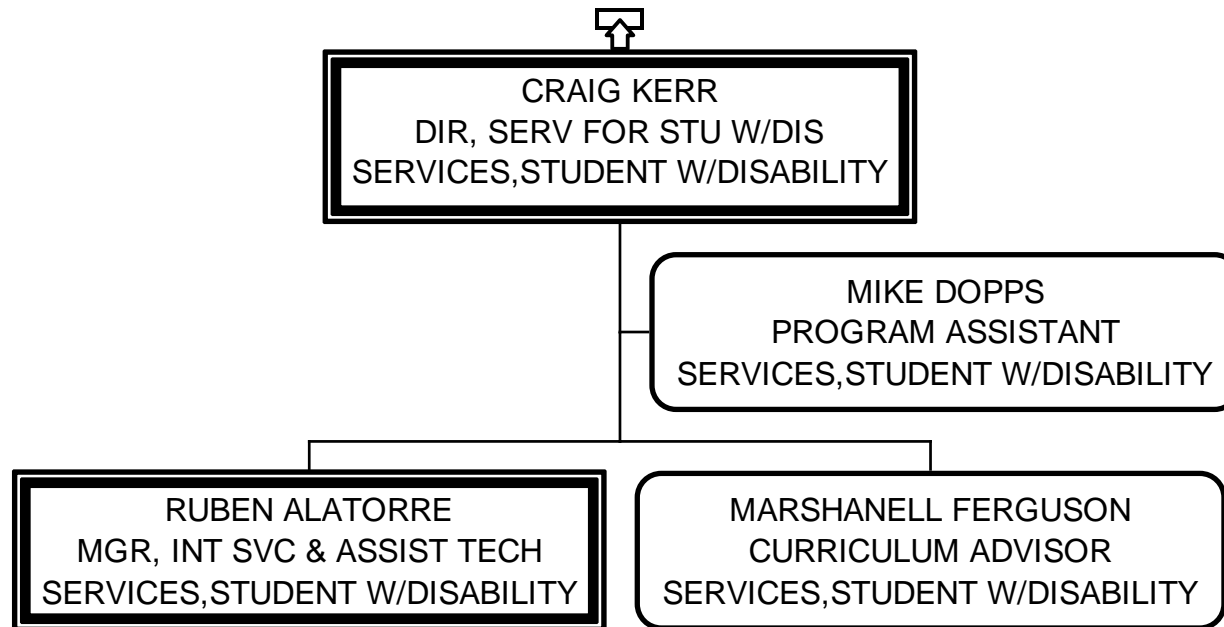 CRAIG KERR
DIR, SERV FOR STU W/DIS
SERVICES,STUDENT W/DISABILITY
MIKE DOPPS
PROGRAM ASSISTANT
SERVICES,STUDENT W/DISABILITY
RUBEN ALATORRE
MGR, INT SVC & ASSIST TECH
SERVICES,STUDENT W/DISABILITY
MARSHANELL FERGUSON
CURRICULUM ADVISOR
SERVICES,STUDENT W/DISABILITY